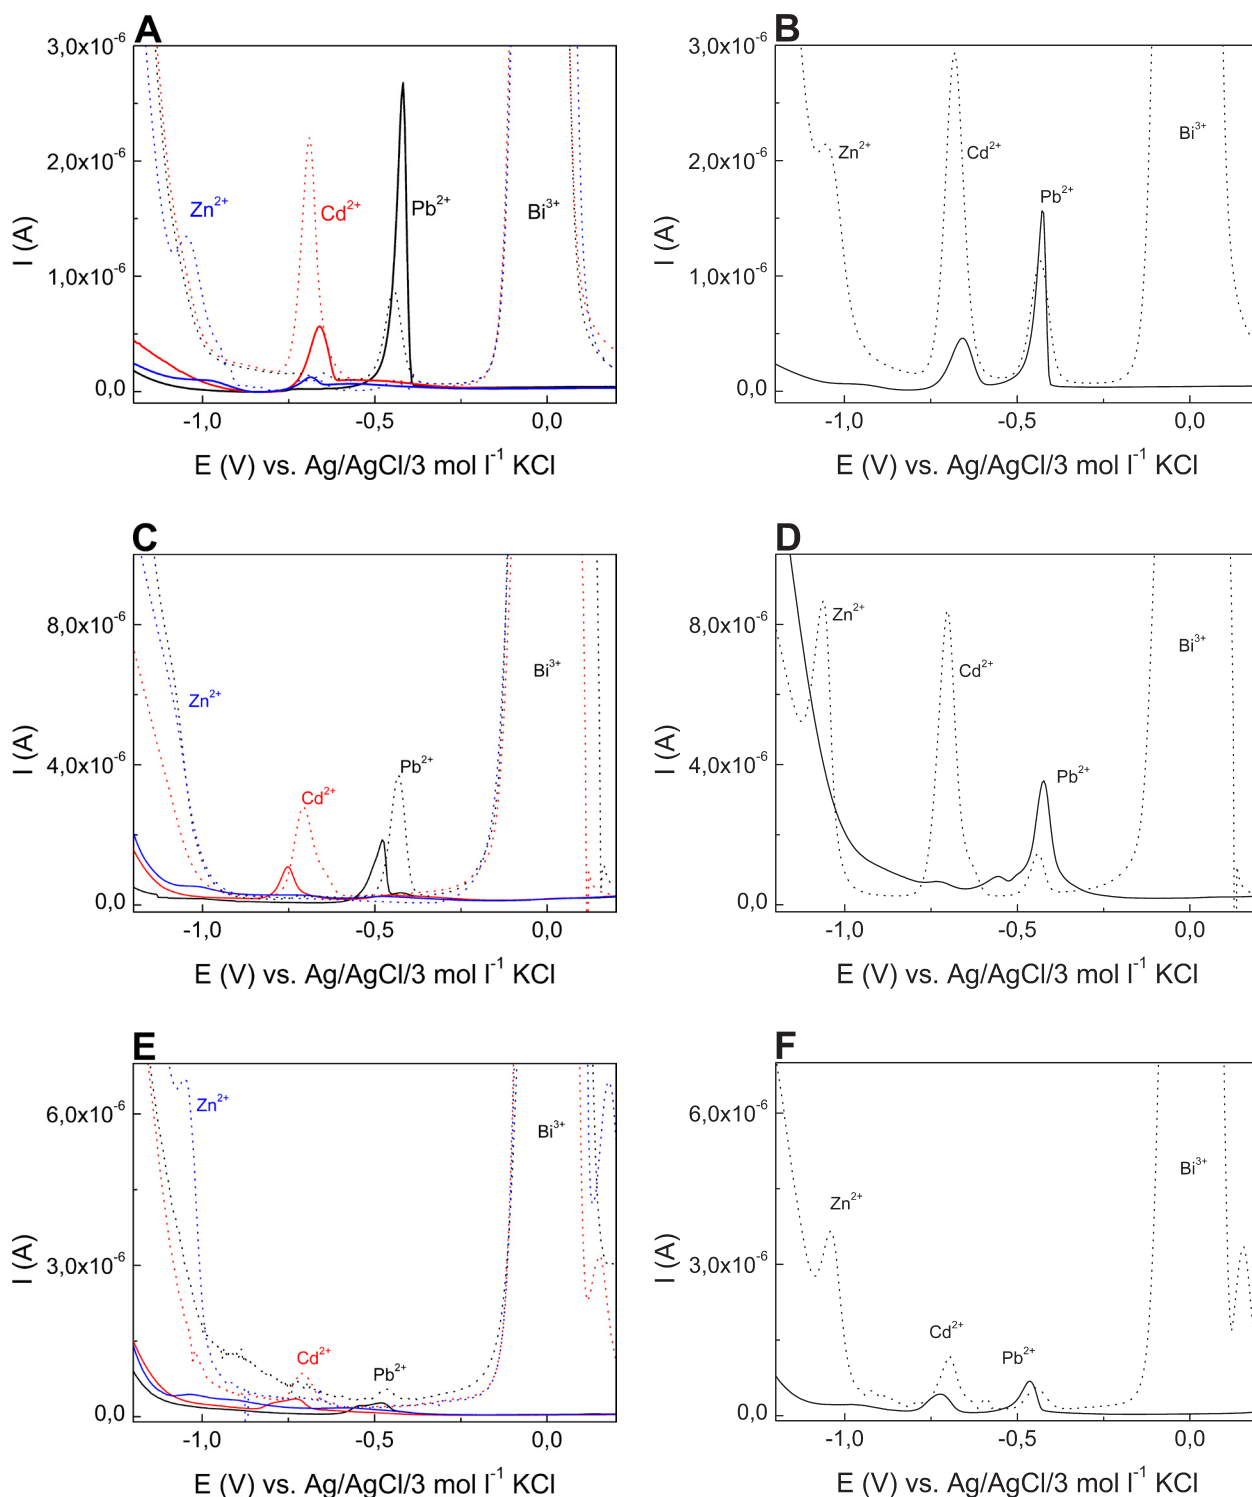 A
3,0x10⁻⁶
2,0x10⁻⁶
1,0x10⁻⁶
0,0
I (A)
Zn²⁺
Cd²⁺
Pb²⁺
Bi³⁺
-1,0 -0,5 0,0
E (V) vs. Ag/AgCl/3 mol l⁻¹ KCl
B
3,0x10⁻⁶
2,0x10⁻⁶
1,0x10⁻⁶
0,0
I (A)
Zn²⁺
Cd²⁺
Pb²⁺
Bi³⁺
-1,0 -0,5 0,0
E (V) vs. Ag/AgCl/3 mol l⁻¹ KCl
C
8,0x10⁻⁶
4,0x10⁻⁶
0,0
I (A)
Zn²⁺
Cd²⁺
Pb²⁺
Bi³⁺
-1,0 -0,5 0,0
E (V) vs. Ag/AgCl/3 mol l⁻¹ KCl
D
8,0x10⁻⁶
4,0x10⁻⁶
0,0
I (A)
Zn²⁺
Cd²⁺
Pb²⁺
Bi³⁺
-1,0 -0,5 0,0
E (V) vs. Ag/AgCl/3 mol l⁻¹ KCl
E
6,0x10⁻⁶
3,0x10⁻⁶
0,0
I (A)
Zn²⁺
Cd²⁺
Pb²⁺
Bi³⁺
-1,0 -0,5 0,0
E (V) vs. Ag/AgCl/3 mol l⁻¹ KCl
F
6,0x10⁻⁶
3,0x10⁻⁶
0,0
I (A)
Zn²⁺
Cd²⁺
Pb²⁺
Bi³⁺
-1,0 -0,5 0,0
E (V) vs. Ag/AgCl/3 mol l⁻¹ KCl